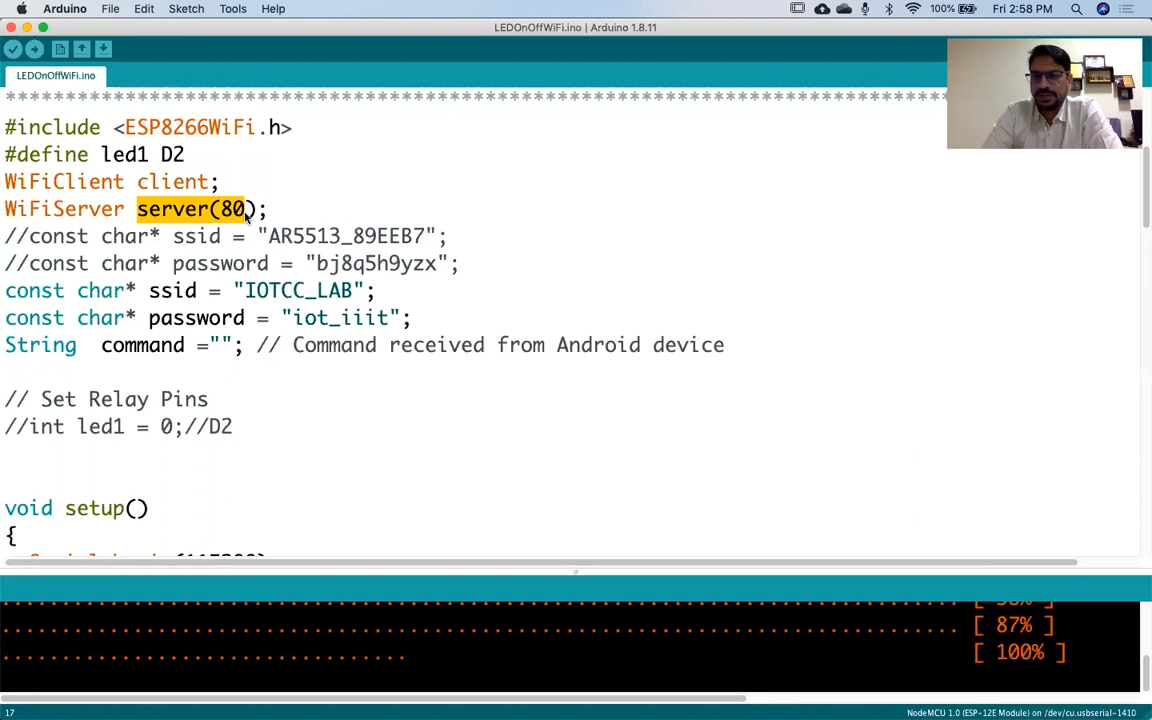 Arduino File Edit Sketch Tools Help 100% Fri 2:58 PM
LEDOnOffWiFi.ino | Arduino 1.8.11
LEDOnOffWiFi.ino
************************************************************************
#include <ESP8266WiFi.h>
#define led1 D2
WiFiClient client;
WiFiServer server(80);
//const char* ssid = "AR5513_89EEB7";
//const char* password = "bj8q5h9yzx";
const char* ssid = "IOTCC_LAB";
const char* password = "iot_iiit";
String command =""; // Command received from Android device
// Set Relay Pins
//int led1 = 0;//D2
void setup()
{
[ 87% ]
[ 100% ]
17 NodeMCU 1.0 (ESP-12E Module) on /dev/cu.usbserial-1410